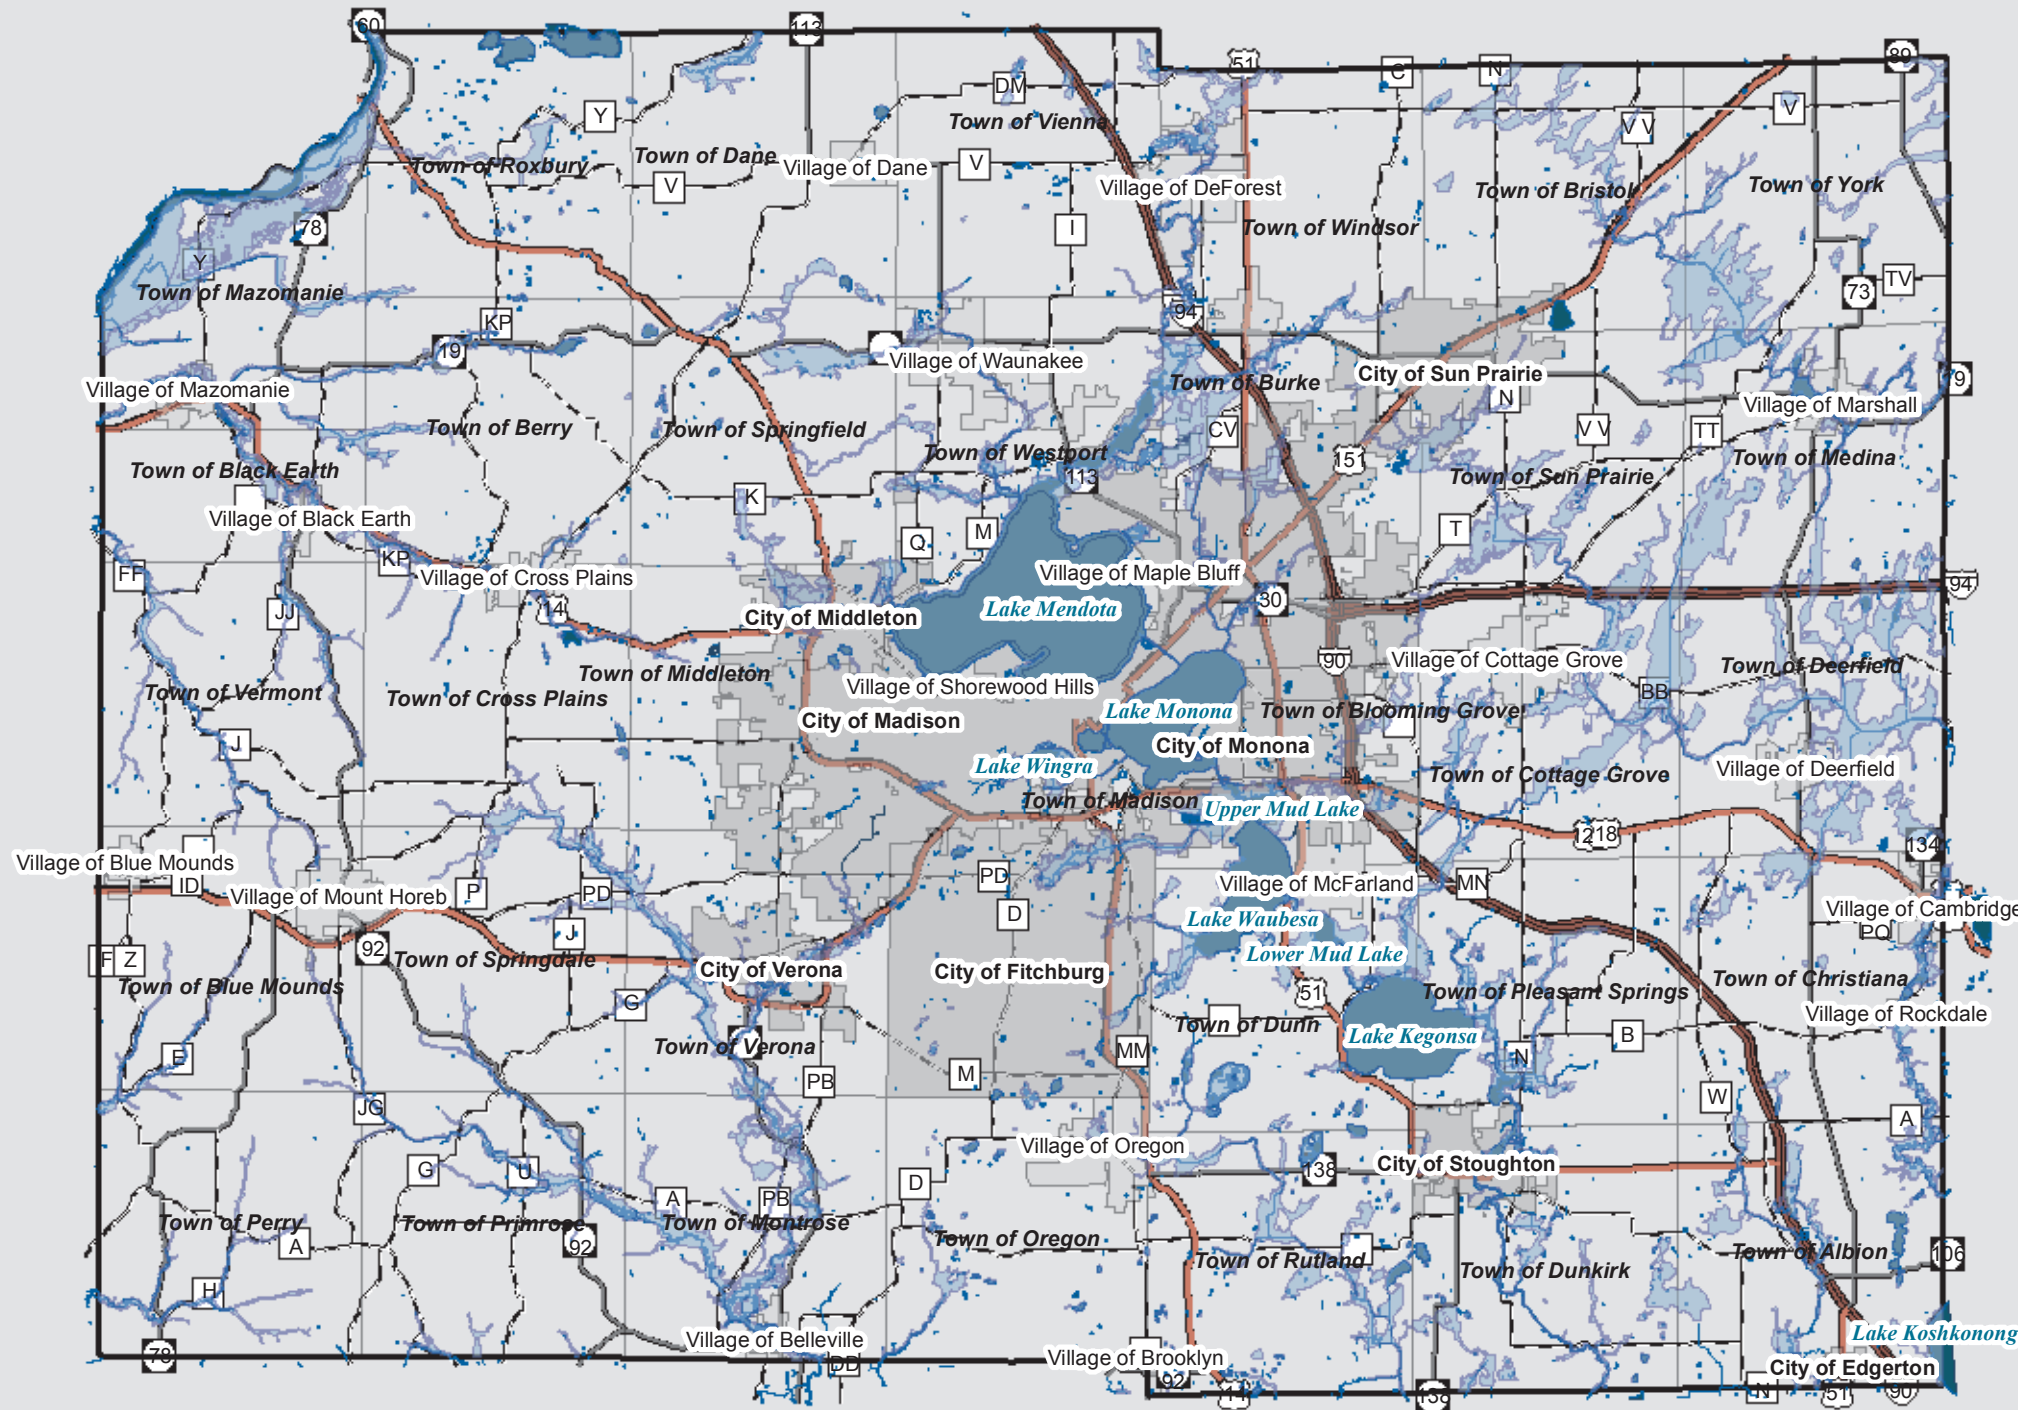 60
113
51
C
N
89
DM
Y
V
V V
Town of Vienna
Town of Roxbury
Town of Dane
Village of Dane
V
V
Village of DeForest
Town of Bristol
Town of York
78
I
Town of Windsor
Y
Town of Mazomanie
73
TV
94
KP
19
Village of Waunakee
Town of Burke
City of Sun Prairie
Village of Mazomanie
N
Village of Marshall
Town of Berry
Town of Springfield
CV
V V
TT
Town of Westport
151
Town of Black Earth
113
Town of Sun Prairie
Town of Medina
K
Village of Black Earth
Q
M
T
KP
FF
Village of Cross Plains
Village of Maple Bluff
94
JJ
14
City of Middleton
Lake Mendota
30
Town of Middleton
90
Village of Cottage Grove
Town of Deerfield
Town of Vermont
Town of Cross Plains
Village of Shorewood Hills
BB
City of Madison
Lake Monona
Town of Blooming Grove
J
City of Monona
Lake Wingra
Town of Cottage Grove
Village of Deerfield
Town of Madison
Upper Mud Lake
12
18
134
Village of Blue Mounds
ID
Village of Mount Horeb
P
PD
PD
Village of McFarland
MN
D
Lake Waubesa
Village of Cambridge
PQ
J
92
F
Z
Town of Springdale
Lower Mud Lake
City of Verona
City of Fitchburg
Town of Blue Mounds
51
Town of Pleasant Springs
Town of Christiana
G
Town of Dunn
Village of Rockdale
Lake Kegonsa
B
E
Town of Verona
MM
N
PB
M
W
JG
A
Village of Oregon
G
U
138
City of Stoughton
A
PB
D
Town of Perry
Town of Primrose
Town of Montrose
A
92
Town of Oregon
Town of Rutland
Town of Dunkirk
Town of Albion
106
H
Village of Belleville
Lake Koshkonong
78
DD
Village of Brooklyn
City of Edgerton
92
14
138
N
51
90